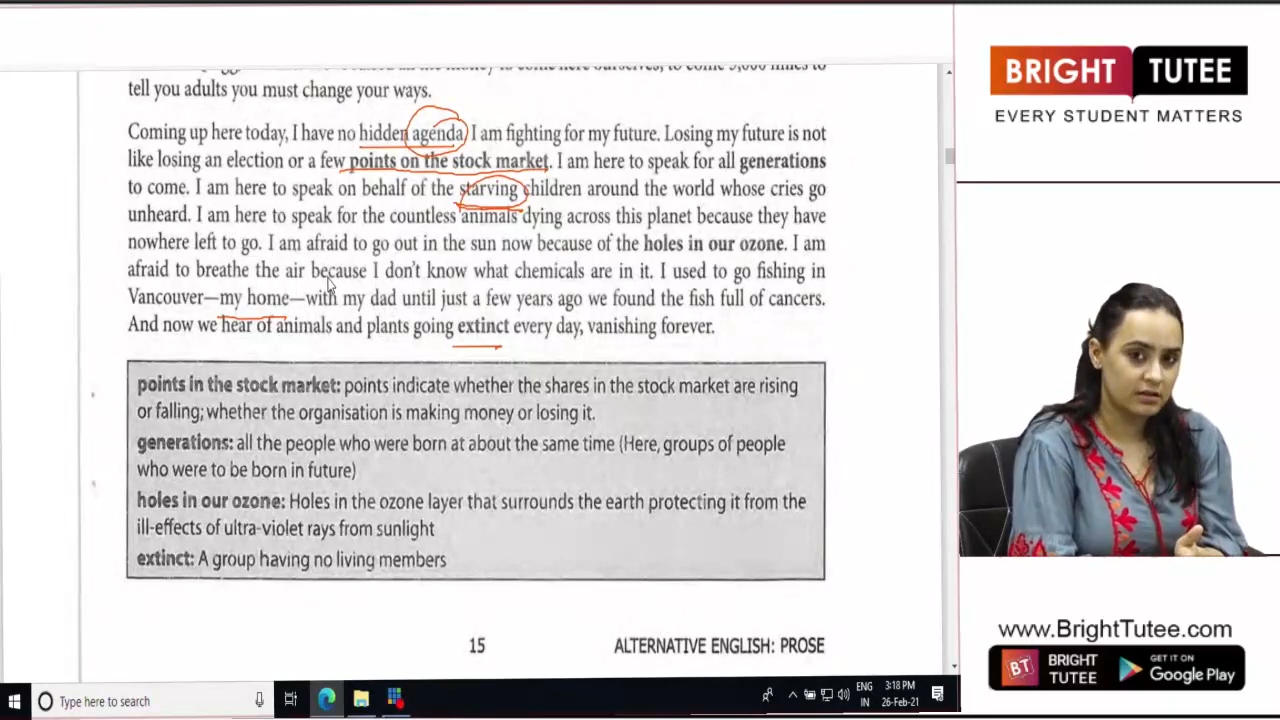 to come here ourselves, to come 5,000 miles to
tell you adults you must change your ways.
Coming up here today, I have no hidden agenda I am fighting for my future. Losing my future is not
like losing an election or a few points on the stock market. I am here to speak for all generations
to come. I am here to speak on behalf of the starving children around the world whose cries go
unheard. I am here to speak for the countless animals dying across this planet because they have
nowhere left to go. I am afraid to go out in the sun now because of the holes in our ozone. I am
afraid to breathe the air because I don't know what chemicals are in it. I used to go fishing in
Vancouver—my home—with my dad until just a few years ago we found the fish full of cancers.
And now we hear of animals and plants going extinct every day, vanishing forever.
points in the stock market: points indicate whether the shares in the stock market are rising
or falling; whether the organisation is making money or losing it.
generations: all the people who were born at about the same time (Here, groups of people
who were to be born in future)
holes in our ozone: Holes in the ozone layer that surrounds the earth protecting it from the
ill-effects of ultra-violet rays from sunlight
extinct: A group having no living members
15 ALTERNATIVE ENGLISH: PROSE
BRIGHT TUTEE
EVERY STUDENT MATTERS
www.BrightTutee.com
BT BRIGHT TUTEE
GET IT ON Google Play
Type here to search
ENG
IN
3:18 PM
26-Feb-21